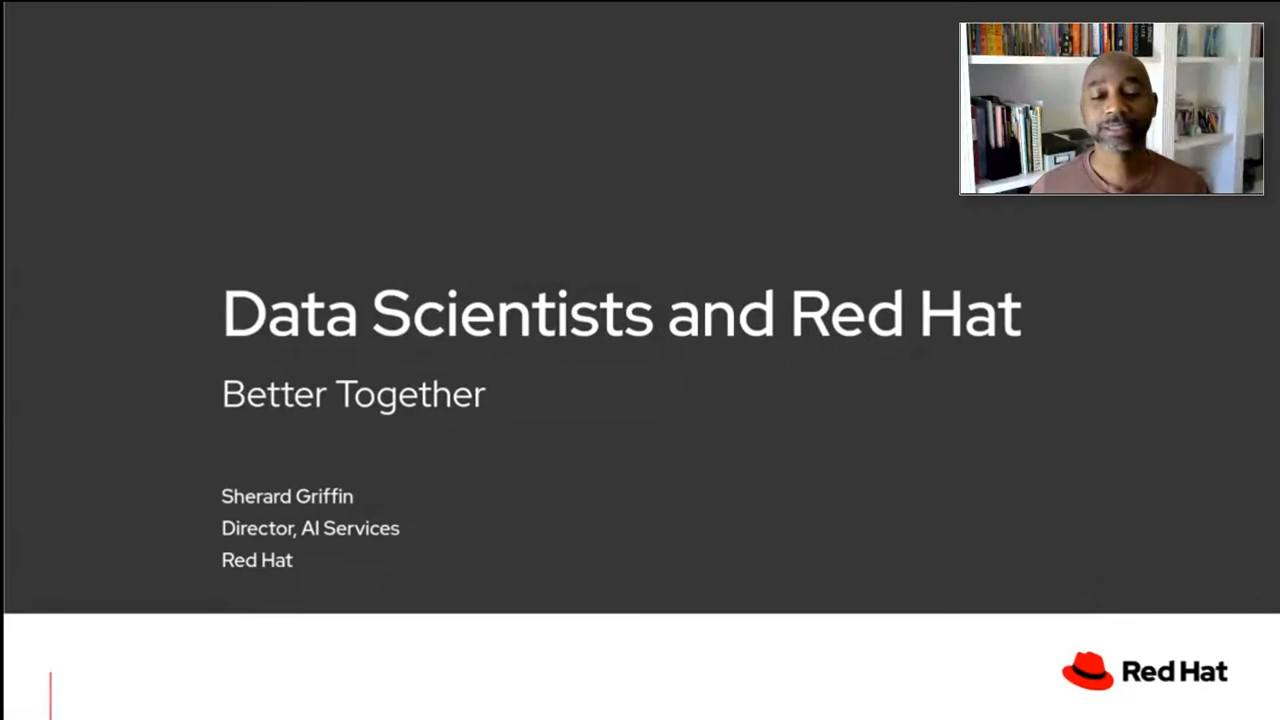 Data Scientists and Red Hat
Better Together
Sherard Griffin
Director, AI Services
Red Hat
Red Hat